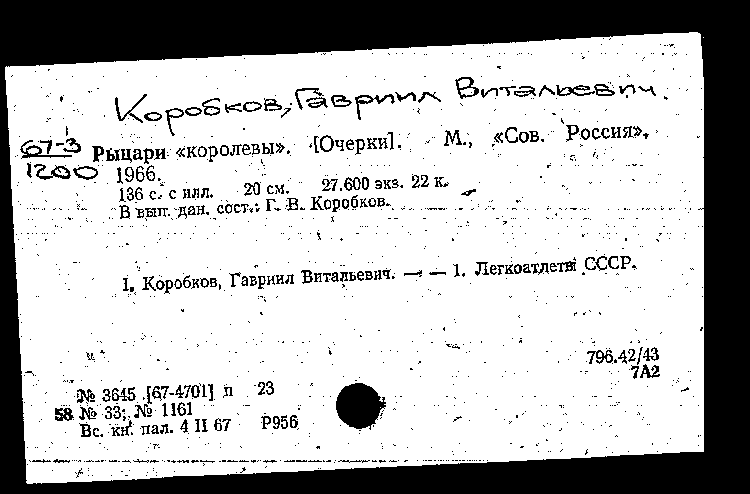 Коробков, Гавриил Витальевич.
67-3 Рыцари «королевы». [Очерки]. М., «Сов. Россия»,
1200 1966.
136 с. с илл. 20 см. 27.600 экз. 22 к.
В вып. дан. сост.: Г. В. Коробков.
I. Коробков, Гавриил Витальевич. — — 1. Легкоатлеты СССР.
796.42/43
7А2
№ 3645 [67-4701] п 23
58 № 33; № 1161
Вс. кн. пал. 4 II 67 Р956